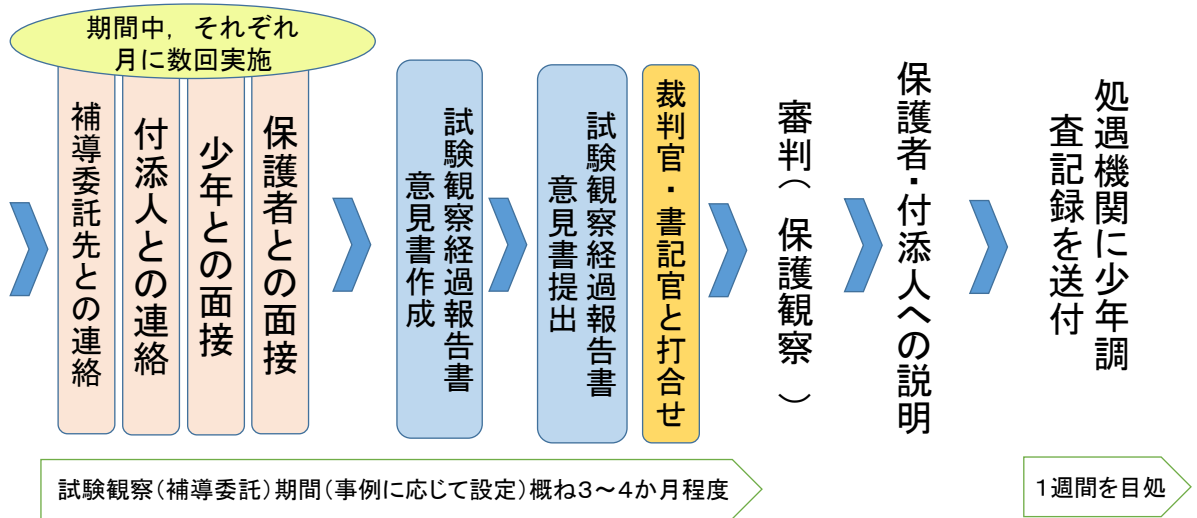 期間中，それぞれ
月に数回実施
補導委託先との連絡
付添人との連絡
少年との面接
保護者との面接
試験観察経過報告書
意見書作成
試験観察経過報告書
意見書提出
裁判官・書記官と打合せ
審判（保護観察）
保護者・付添人への説明
処遇機関に少年調
査記録を送付
試験観察（補導委託）期間（事例に応じて設定）概ね３～４か月程度
１週間を目処